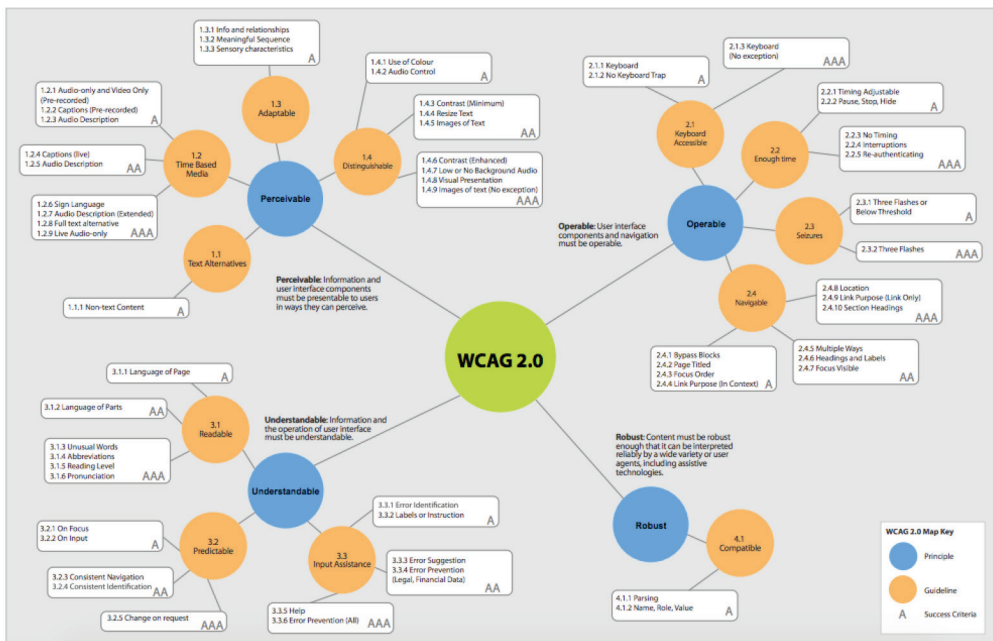 WCAG 2.0
Perceivable
Perceivable: Information and
user interface components
must be presentable to users
in ways they can perceive.
1.1
Text Alternatives
1.1.1 Non-text Content
A
1.2
Time Based
Media
1.2.1 Audio-only and Video Only
(Pre-recorded)
1.2.2 Captions (Pre-recorded)
1.2.3 Audio Description
A
1.2.4 Captions (live)
1.2.5 Audio Description
AA
1.2.6 Sign Language
1.2.7 Audio Description (Extended)
1.2.8 Full text alternative
1.2.9 Live Audio-only
AAA
1.3
Adaptable
1.3.1 Info and relationships
1.3.2 Meaningful Sequence
1.3.3 Sensory characteristics
A
1.4
Distinguishable
1.4.1 Use of Colour
1.4.2 Audio Control
A
1.4.3 Contrast (Minimum)
1.4.4 Resize Text
1.4.5 Images of Text
AA
1.4.6 Contrast (Enhanced)
1.4.7 Low or No Background Audio
1.4.8 Visual Presentation
1.4.9 Images of text (No exception)
AAA
Operable
Operable: User interface
components and navigation
must be operable.
2.1
Keyboard
Accessible
2.1.1 Keyboard
2.1.2 No Keyboard Trap
A
2.1.3 Keyboard
(No exception)
AAA
2.2
Enough time
2.2.1 Timing Adjustable
2.2.2 Pause, Stop, Hide
A
2.2.3 No Timing
2.2.4 interruptions
2.2.5 Re-authenticating
AAA
2.3
Seizures
2.3.1 Three Flashes or
Below Threshold
A
2.3.2 Three Flashes
AAA
2.4
Navigable
2.4.8 Location
2.4.9 Link Purpose (Link Only)
2.4.10 Section Headings
AAA
2.4.1 Bypass Blocks
2.4.2 Page Titled
2.4.3 Focus Order
2.4.4 Link Purpose (In Context)
A
2.4.5 Multiple Ways
2.4.6 Headings and Labels
2.4.7 Focus Visible
AA
Understandable
Understandable: Information and
the operation of user interface
must be understandable.
3.1
Readable
3.1.1 Language of Page
A
3.1.2 Language of Parts
AA
3.1.3 Unusual Words
3.1.4 Abbreviations
3.1.5 Reading Level
3.1.6 Pronunciation
AAA
3.2
Predictable
3.2.1 On Focus
3.2.2 On Input
A
3.2.3 Consistent Navigation
3.2.4 Consistent Identification
AA
3.2.5 Change on request
AAA
3.3
Input Assistance
3.3.1 Error Identification
3.3.2 Labels or Instruction
A
3.3.3 Error Suggestion
3.3.4 Error Prevention
(Legal, Financial Data)
AA
3.3.5 Help
3.3.6 Error Prevention (All)
AAA
Robust
Robust: Content must be robust
enough that it can be interpreted
reliably by a wide variety or user
agents, including assistive
technologies.
4.1
Compatible
4.1.1 Parsing
4.1.2 Name, Role, Value
A
WCAG 2.0 Map Key
Principle
Guideline
A Success Criteria